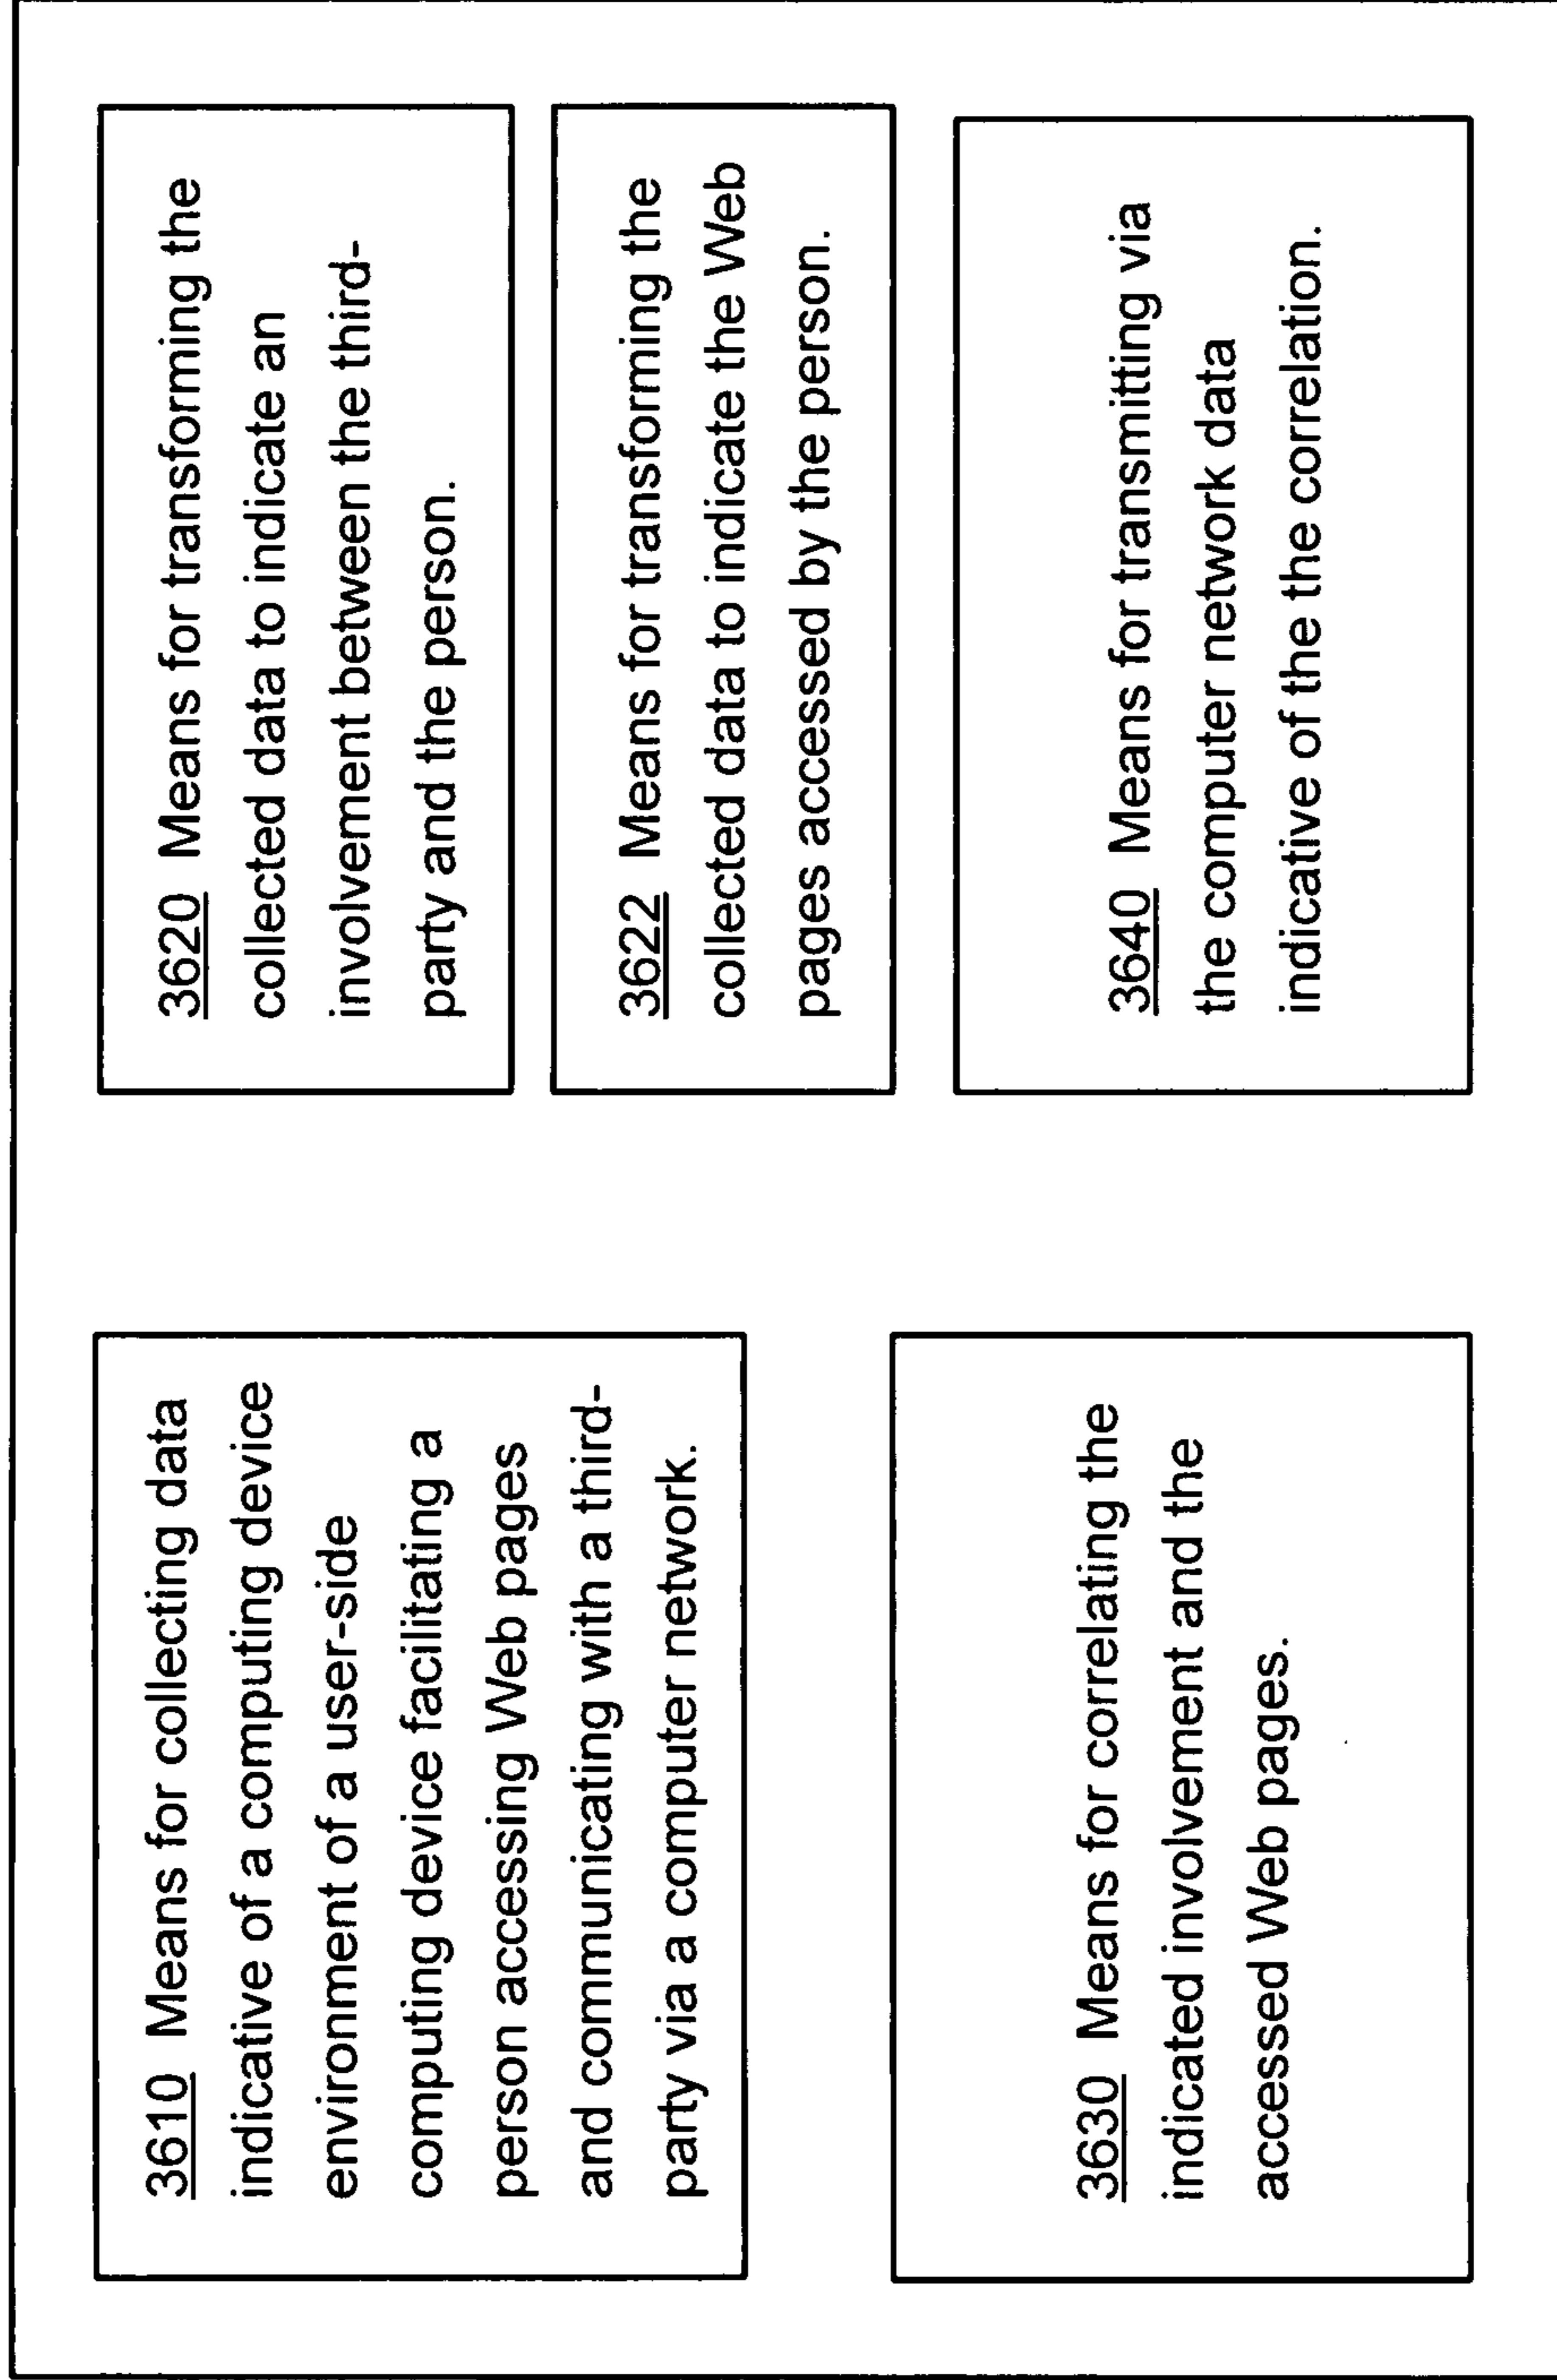 3610 Means for collecting data
indicative of a computing device
environment of a user-side
computing device facilitating a
person accessing Web pages
and communicating with a third-
party via a computer network.
3620 Means for transforming the
collected data to indicate an
involvement between the third-
party and the person.
3622 Means for transforming the
collected data to indicate the Web
pages accessed by the person.
3630 Means for correlating the
indicated involvement and the
accessed Web pages.
3640 Means for transmitting via
the computer network data
indicative of the the correlation.